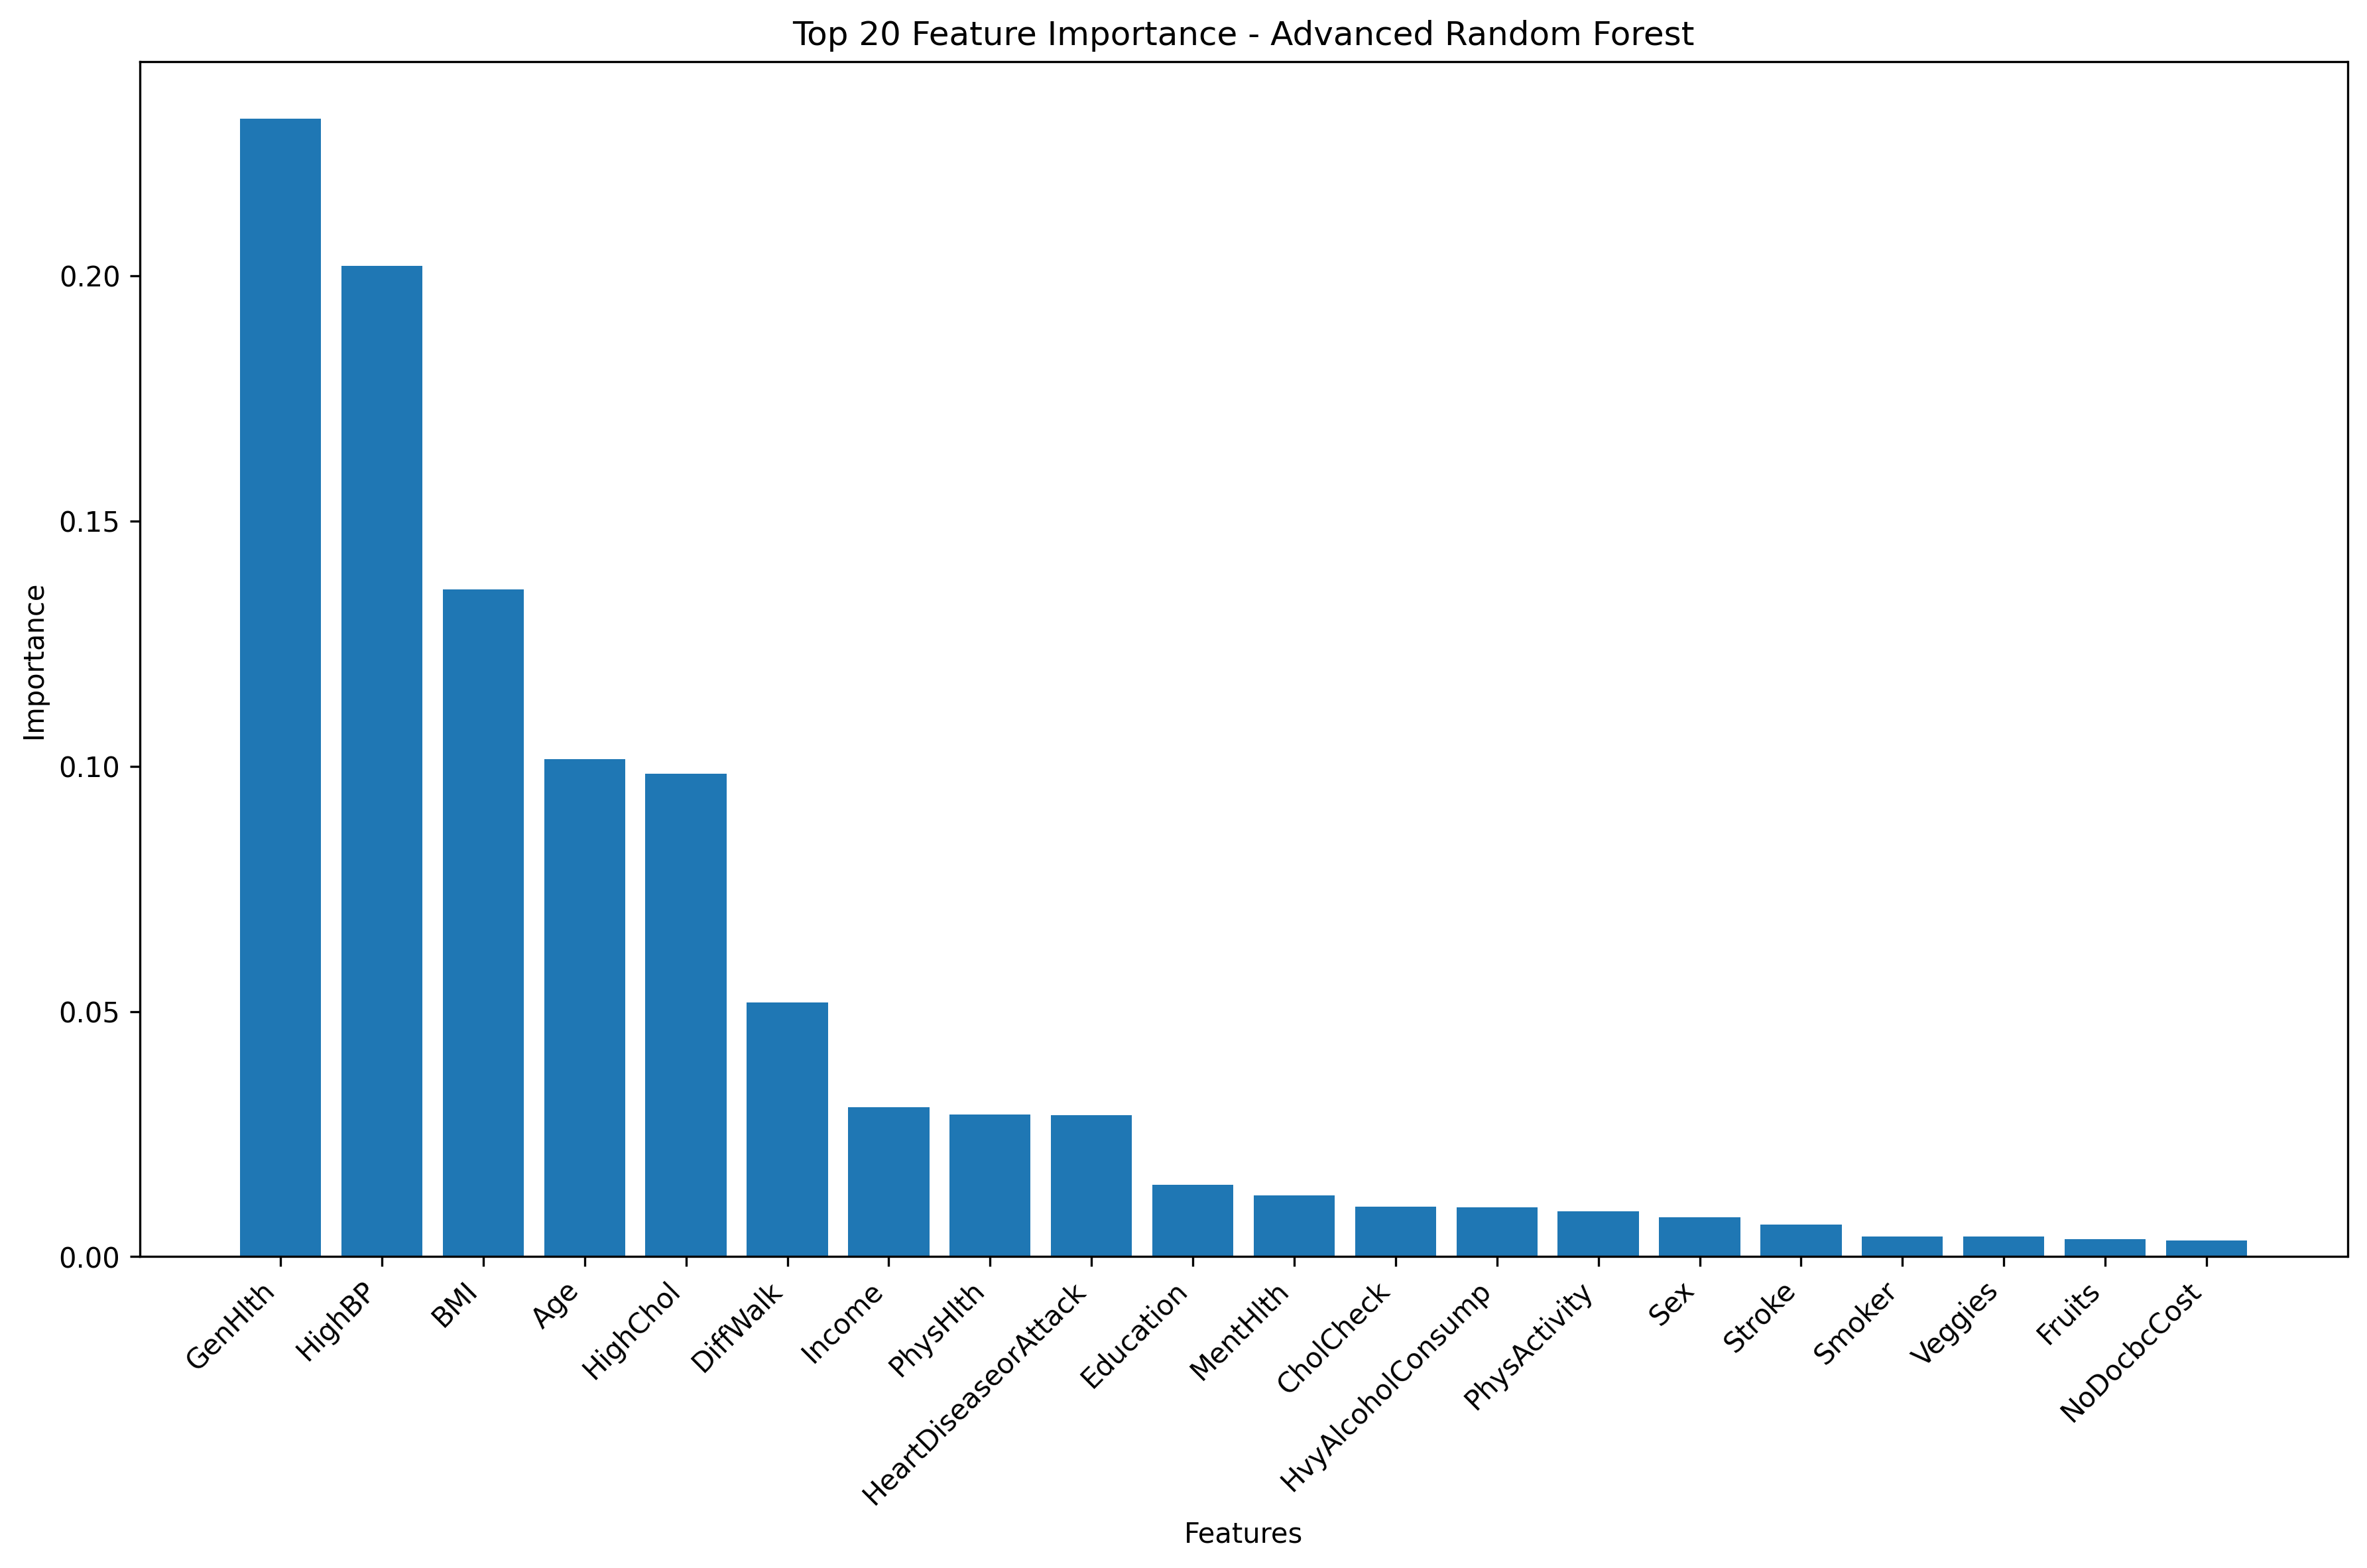 Top 20 Feature Importance - Advanced Random Forest
Importance
0.20
0.15
0.10
0.05
0.00
GenHlth
HighBP
BMI
Age
HighChol
DiffWalk
Income
PhysHlth
HeartDiseaseorAttack
Education
MentHlth
CholCheck
HvyAlcoholConsump
PhysActivity
Sex
Stroke
Smoker
Veggies
Fruits
NoDocbcCost
Features